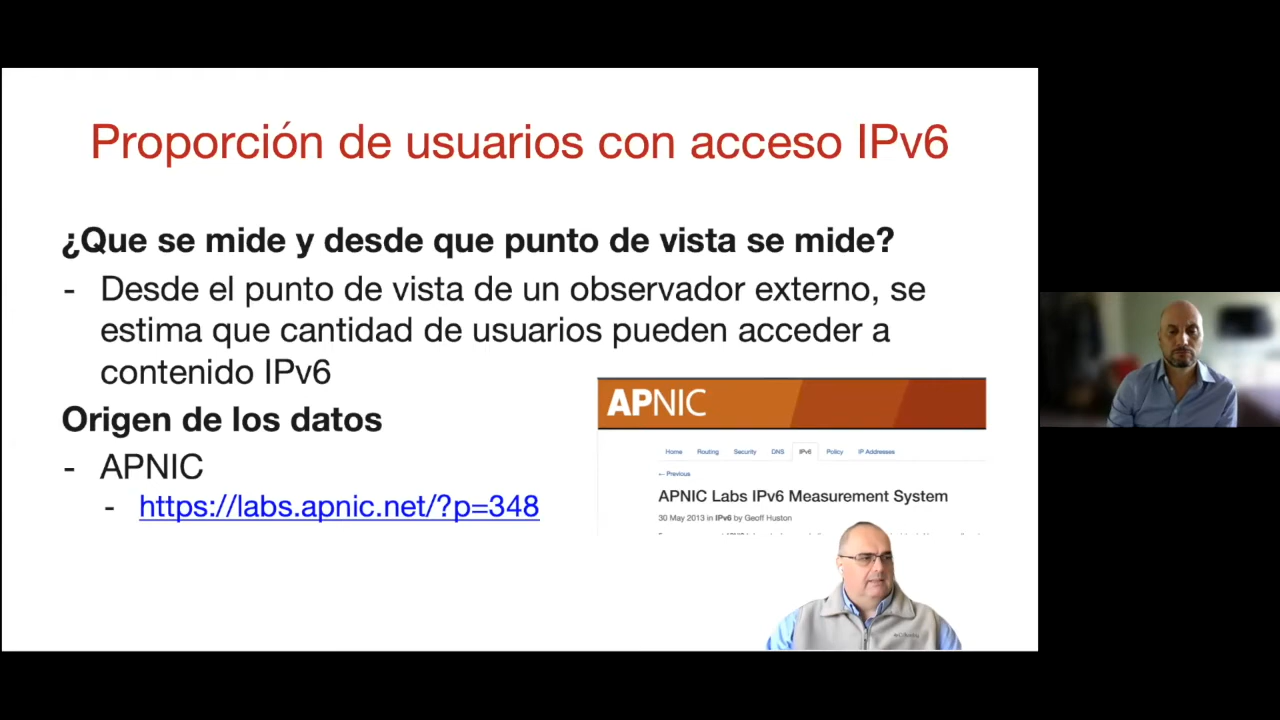 Proporción de usuarios con acceso IPv6
¿Que se mide y desde que punto de vista se mide?
- Desde el punto de vista de un observador externo, se
estima que cantidad de usuarios pueden acceder a
contenido IPv6
Origen de los datos
- APNIC
- https://labs.apnic.net/?p=348
APNIC
Home Routing Security DNS IPv6 Policy IP Addresses
← Previous
APNIC Labs IPv6 Measurement System
30 May 2013 in IPv6 by Geoff Huston